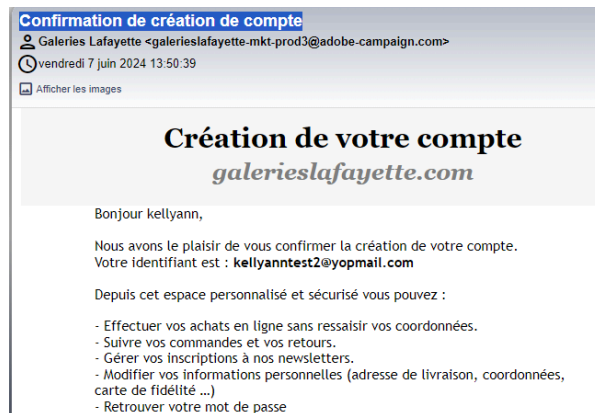 Confirmation de création de compte
Galeries Lafayette <galerieslafayette-mkt-prod3@adobe-campaign.com>
vendredi 7 juin 2024 13:50:39
Afficher les images
Création de votre compte
galerieslafayette.com
Bonjour kellyann,
Nous avons le plaisir de vous confirmer la création de votre compte.
Votre identifiant est : kellyanntest2@yopmail.com
Depuis cet espace personnalisé et sécurisé vous pouvez :
- Effectuer vos achats en ligne sans ressaisir vos coordonnées.
- Suivre vos commandes et vos retours.
- Gérer vos inscriptions à nos newsletters.
- Modifier vos informations personnelles (adresse de livraison, coordonnées,
carte de fidélité ...)
- Retrouver votre mot de passe